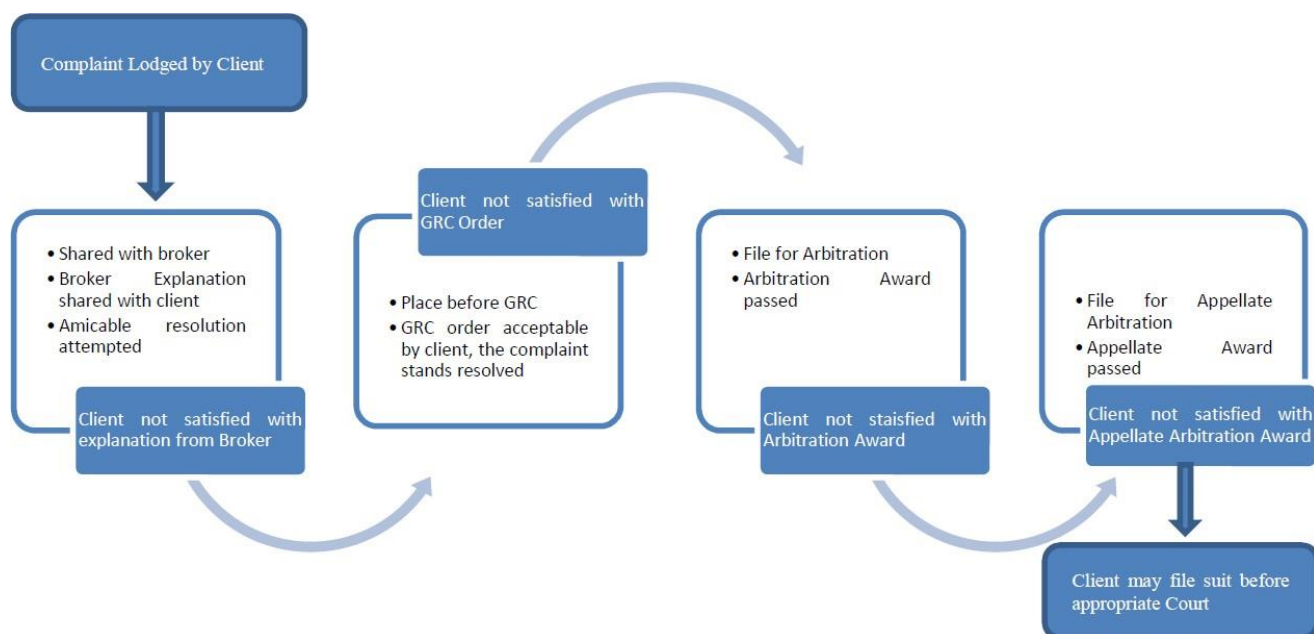 Complaint Lodged by Client
• Shared with broker
• Broker Explanation
shared with client
• Amicable resolution
attempted
Client not satisfied with
explanation from Broker
Client not satisfied with
GRC Order
• Place before GRC
• GRC order acceptable
by client, the complaint
stands resolved
• File for Arbitration
• Arbitration Award
passed
Client not staisfied with
Arbitration Award
• File for Appellate
Arbitration
• Appellate Award
passed
Client not satisfied with
Appellate Arbitration Award
Client may file suit before
appropriate Court